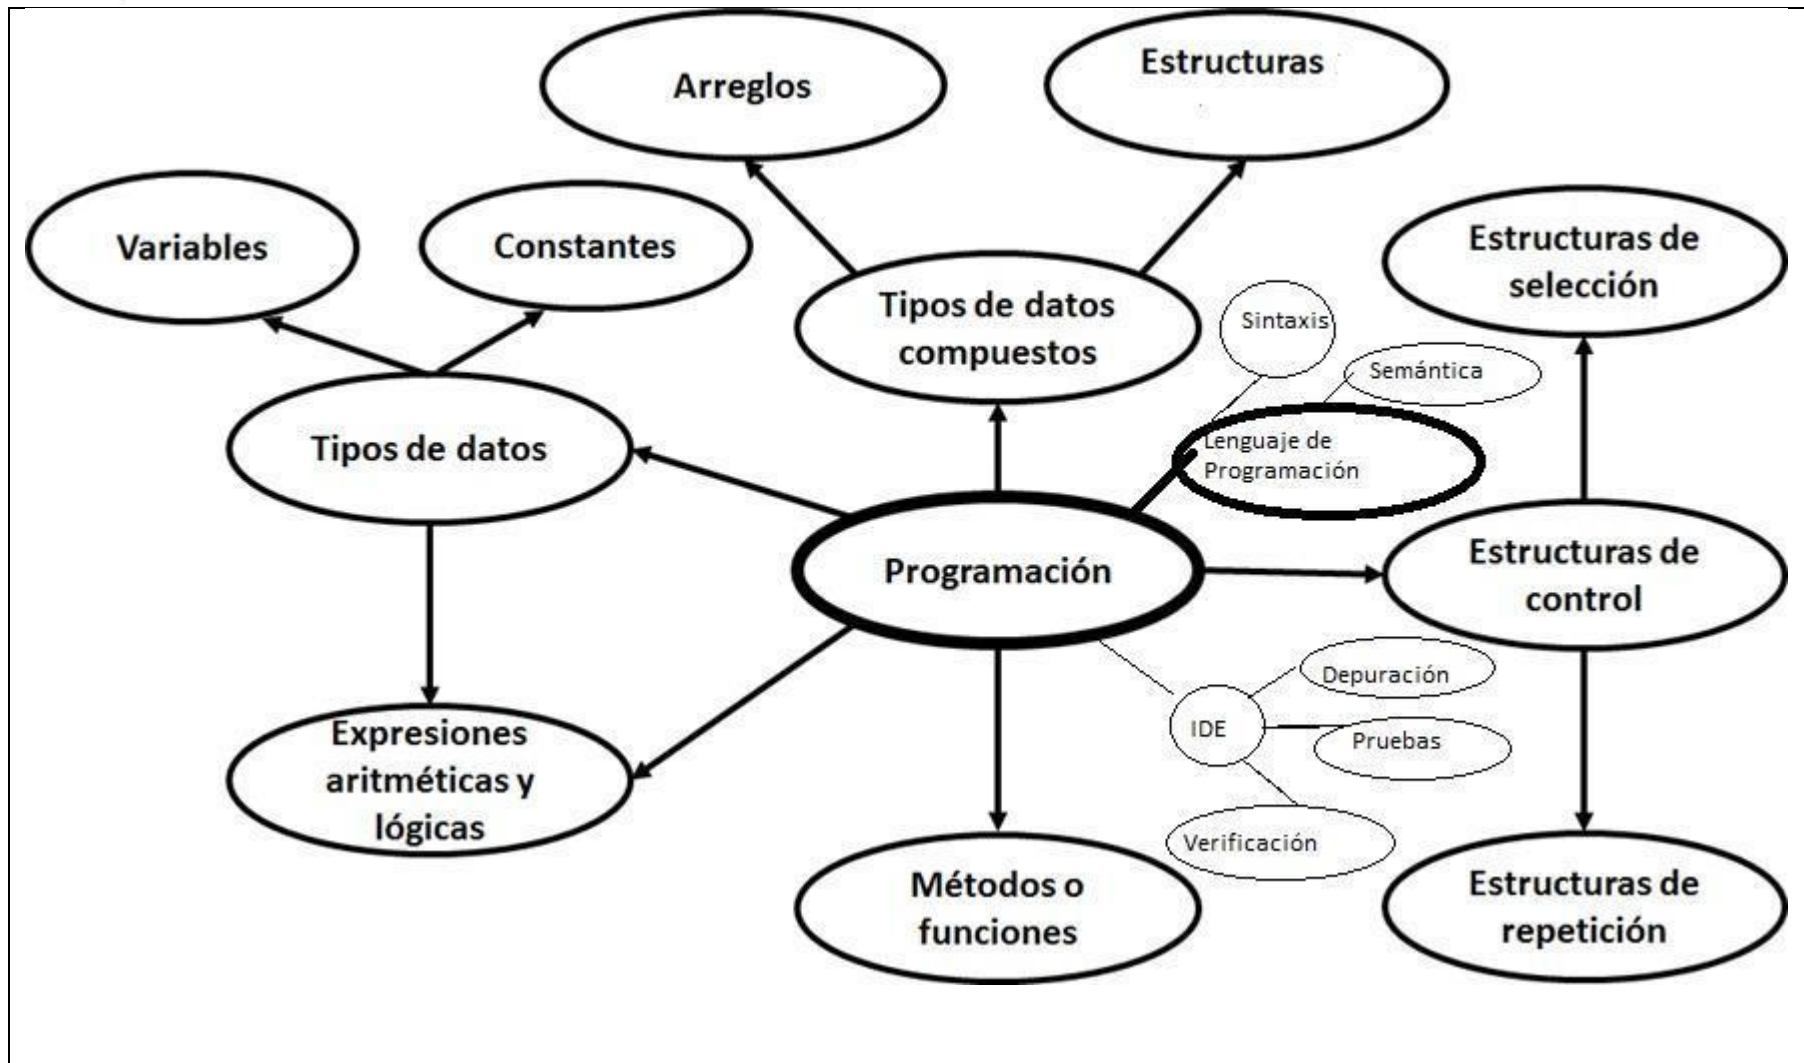 Arreglos
Estructuras
Variables
Constantes
Estructuras de
selección
Tipos de datos
compuestos
Sintaxis
Semántica
Tipos de datos
Lenguaje de
Programación
Programación
Estructuras de
control
Depuración
IDE
Pruebas
Expresiones
aritméticas y
lógicas
Verificación
Métodos o
funciones
Estructuras de
repetición